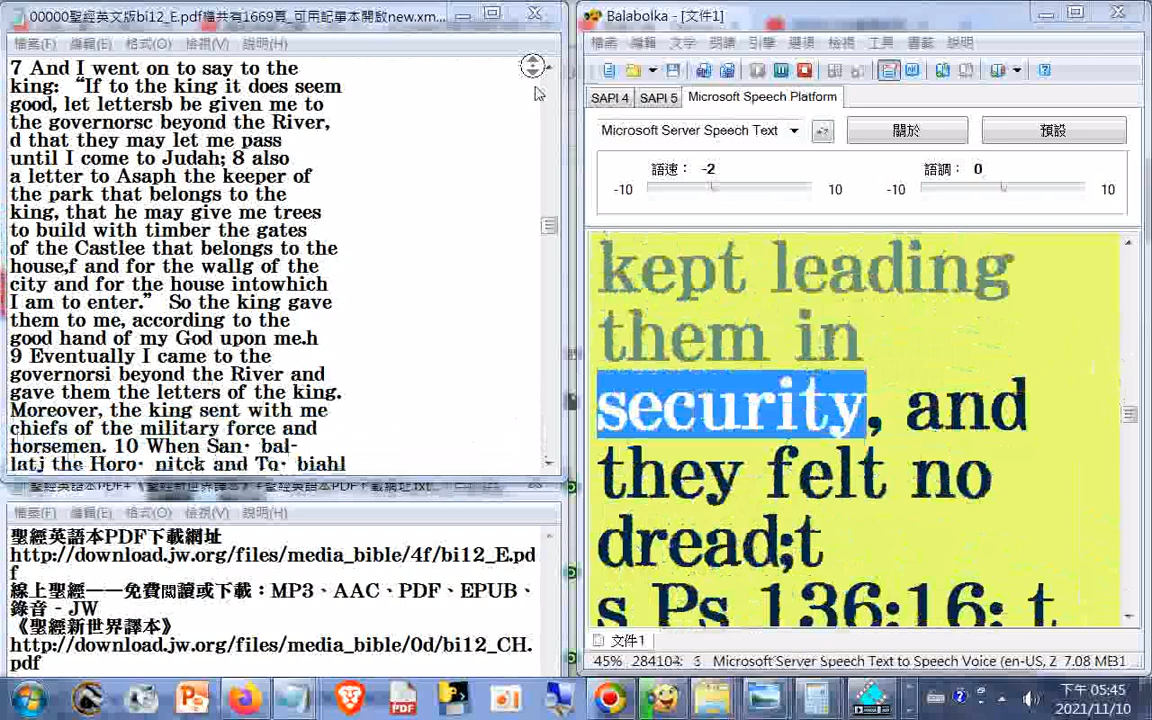 00000聖經英文版bi12_E.pdf檔共有1669頁_可用記事本開啟new.xm...
檔案(F) 編輯(E) 格式(O) 檢視(V) 說明(H)
7 And I went on to say to the
king: “If to the king it does seem
good, let lettersb be given me to
the governorsc beyond the River,
d that they may let me pass
until I come to Judah; 8 also
a letter to Asaph the keeper of
the park that belongs to the
king, that he may give me trees
to build with timber the gates
of the Castlee that belongs to the
house,f and for the wallg of the
city and for the house intowhich
I am to enter.” So the king gave
them to me, according to the
good hand of my God upon me.h
9 Eventually I came to the
governorsi beyond the River and
gave them the letters of the king.
Moreover, the king sent with me
chiefs of the military force and
horsemen. 10 When San· bal-
latj the Horo· nitek and To· biahl
檔案(F) 編輯(E) 格式(O) 檢視(V) 說明(H)
聖經英語本PDF下載網址
http://download.jw.org/files/media_bible/4f/bi12_E.pd
f
線上聖經——免費閱讀或下載：MP3、AAC、PDF、EPUB、
錄音 - JW
《聖經新世界譯本》
http://download.jw.org/files/media_bible/0d/bi12_CH.
pdf
Balabolka - [文件1]
檔案 編輯 文字 朗讀 引擎 選項 檢視 工具 書籤 說明
SAPI 4 SAPI 5 Microsoft Speech Platform
Microsoft Server Speech Text
關於 預設
語速： -2 語調： 0
-10 10 -10 10
kept leading
them in
security, and
they felt no
dread;t
s Ps 136:16; t
文件1
45% Microsoft Server Speech Text to Speech Voice (en-US, Z 7.08 MB
下午 05:45
2021/11/10